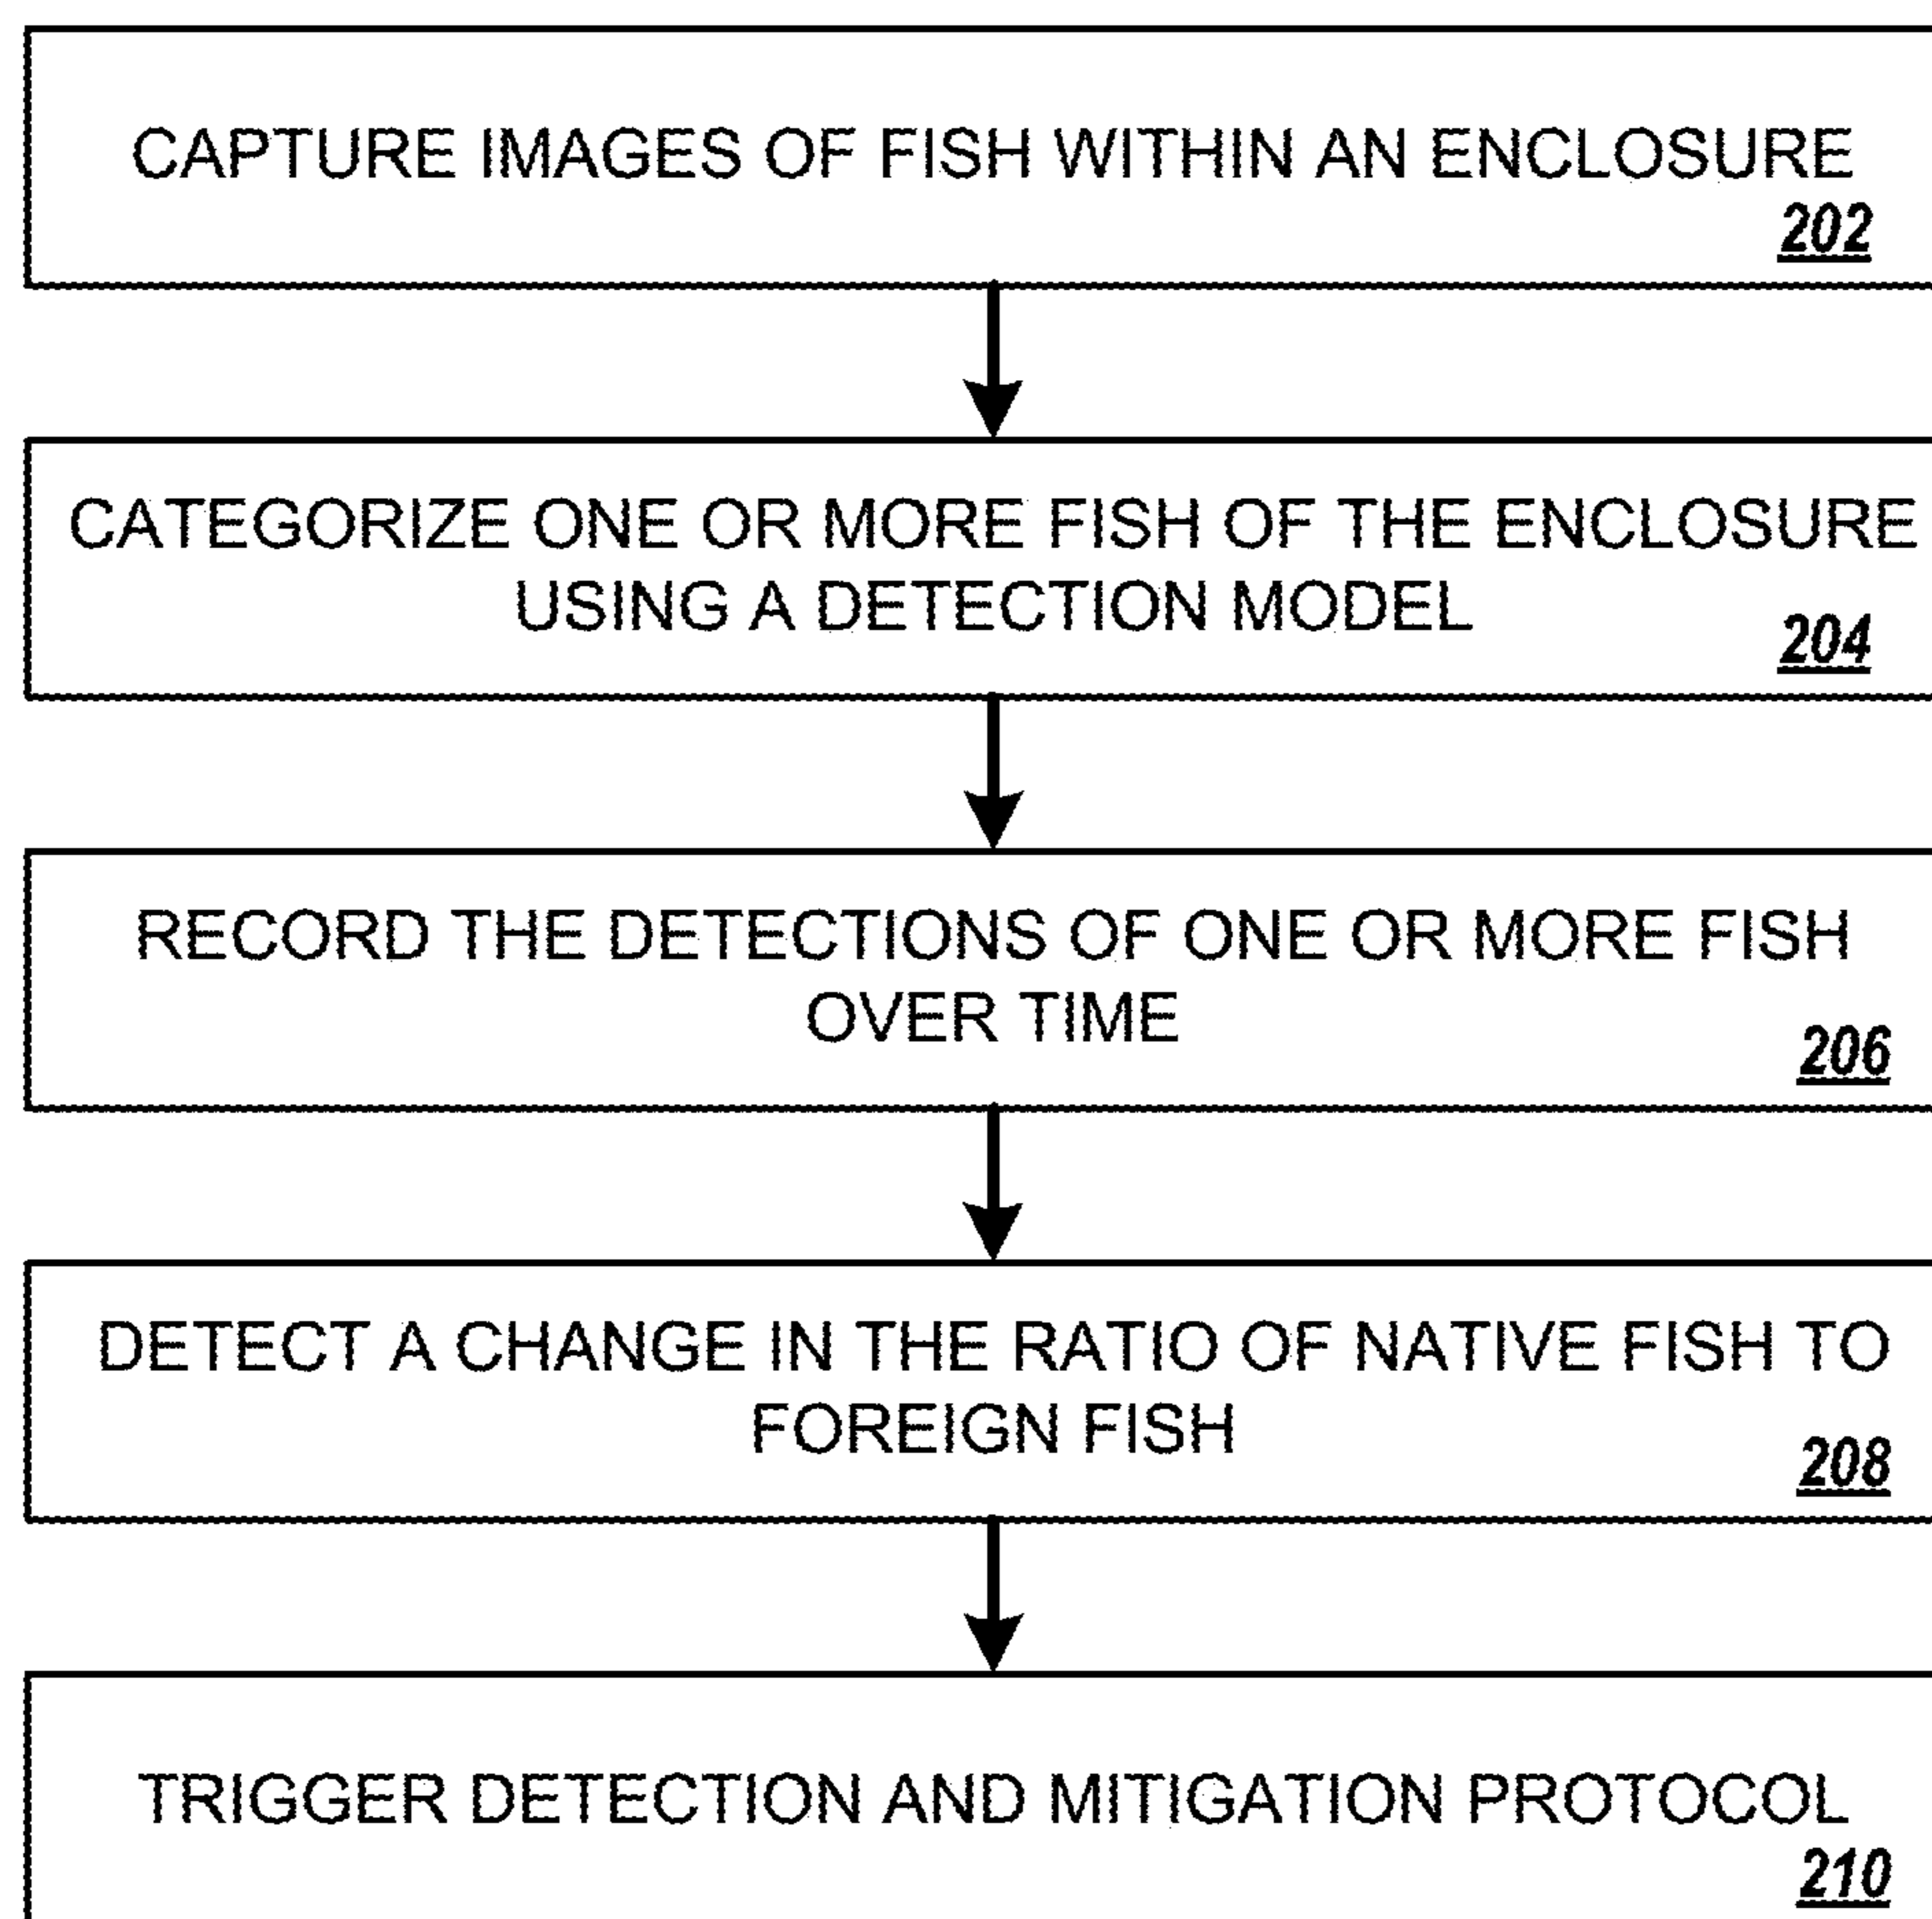 CAPTURE IMAGES OF FISH WITHIN AN ENCLOSURE
202
CATEGORIZE ONE OR MORE FISH OF THE ENCLOSURE
USING A DETECTION MODEL
204
RECORD THE DETECTIONS OF ONE OR MORE FISH
OVER TIME
206
DETECT A CHANGE IN THE RATIO OF NATIVE FISH TO
FOREIGN FISH
208
TRIGGER DETECTION AND MITIGATION PROTOCOL
210